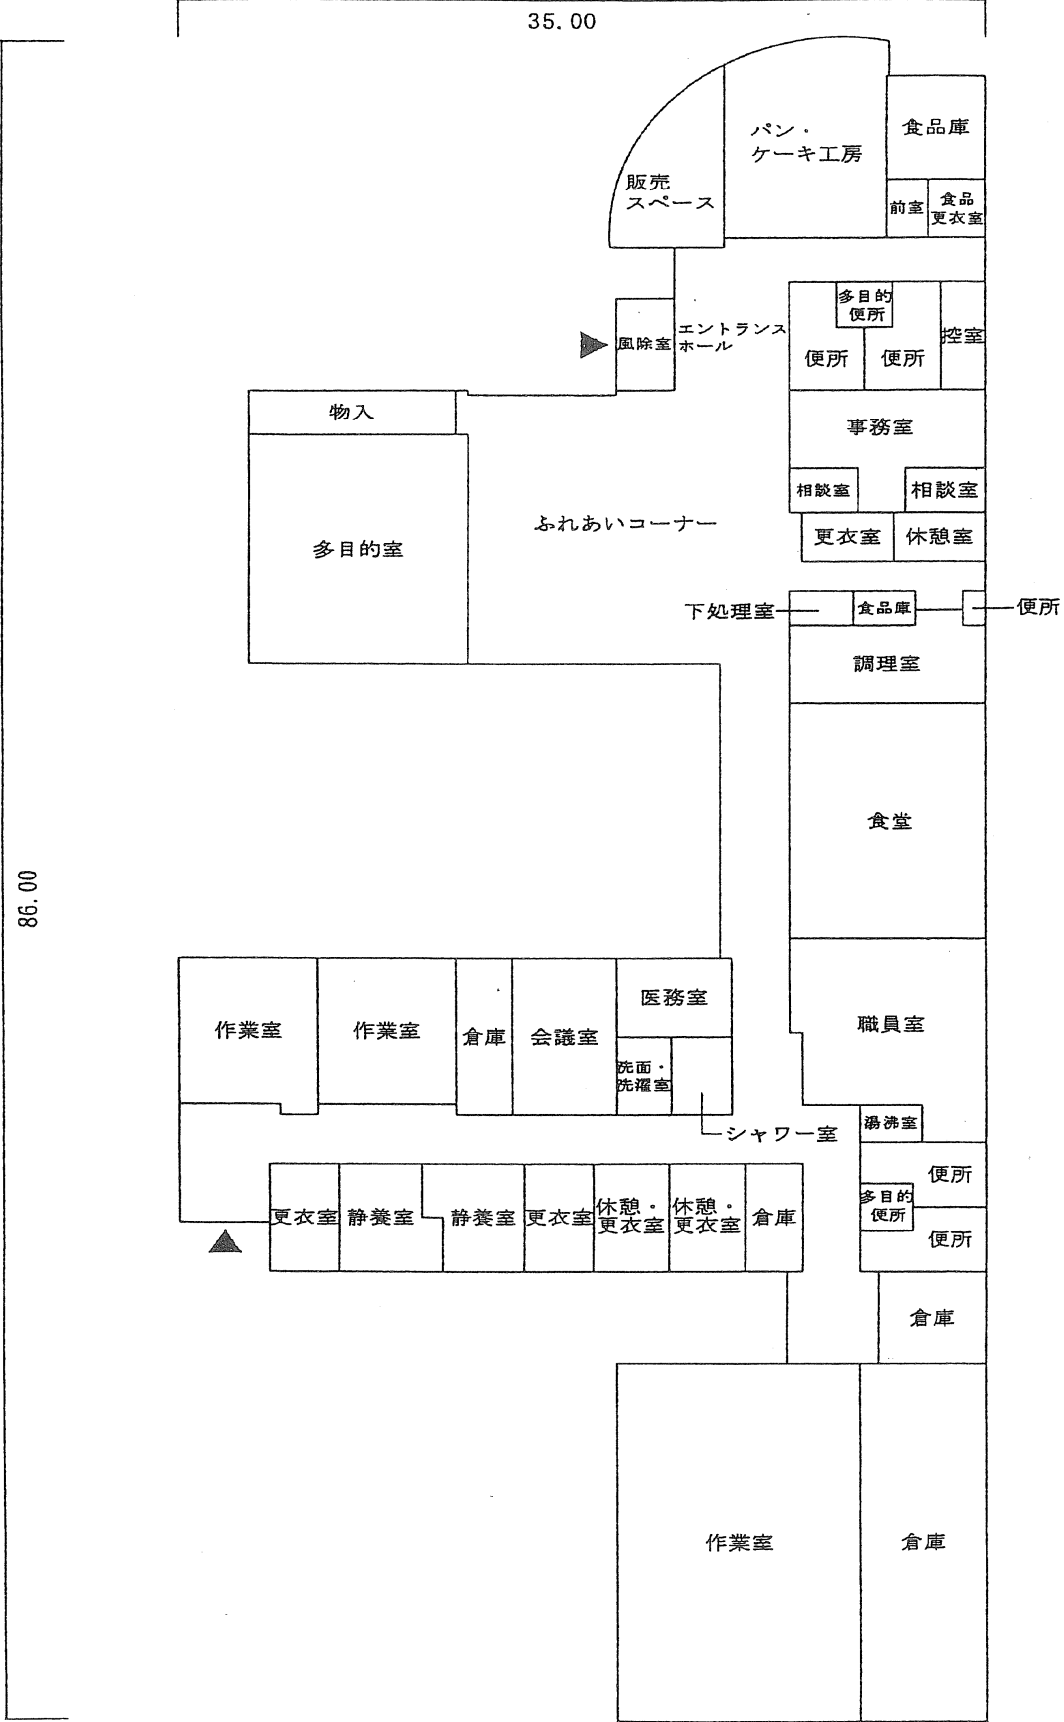 35.00
パン・
ケーキ工房
食品庫
販売
スペース
前室
食品
更衣室
多目的
便所
便所
便所
控室
風除室
エントランス
ホール
物入
事務室
相談室
相談室
ふれあいコーナー
多目的室
更衣室
休憩室
下処理室
食品庫
便所
調理室
食堂
86.00
作業室
作業室
倉庫
会議室
医務室
洗面・
洗濯室
シャワー室
職員室
湯沸室
便所
多目的
便所
便所
更衣室
静養室
静養室
更衣室
休憩・
更衣室
休憩・
更衣室
倉庫
倉庫
作業室
倉庫